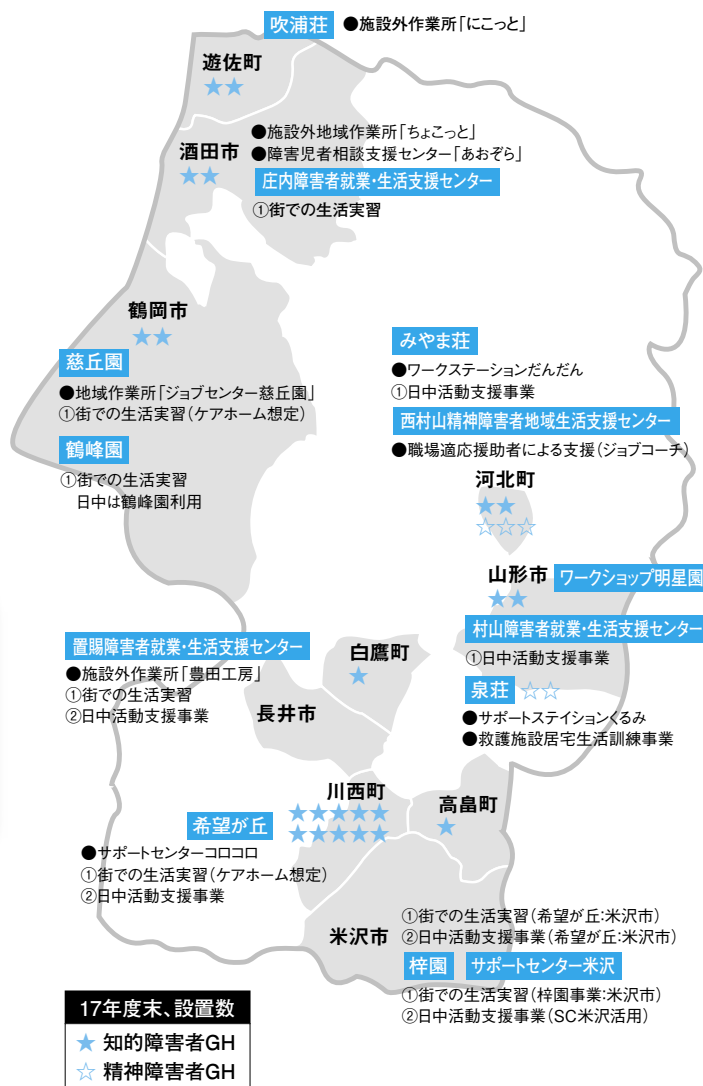 吹浦荘 ●施設外作業所「にこっと」
遊佐町
★★
●施設外地域作業所「ちょこっと」
酒田市 ●障害児者相談支援センター「あおぞら」
★★
庄内障害者就業・生活支援センター
①街での生活実習
鶴岡市
★★
慈丘園
●地域作業所「ジョブセンター慈丘園」
①街での生活実習(ケアホーム想定)
鶴峰園
①街での生活実習
日中は鶴峰園利用
みやま荘
●ワークステーションだんだん
①日中活動支援事業
西村山精神障害者地域生活支援センター
●職場適応援助者による支援(ジョブコーチ)
河北町
★★
☆☆☆
山形市 ワークショップ明星園
★★
村山障害者就業・生活支援センター
①日中活動支援事業
泉荘 ☆☆
●サポートステイションくるみ
●救護施設居宅生活訓練事業
置賜障害者就業・生活支援センター
●施設外作業所「豊田工房」
①街での生活実習
②日中活動支援事業
白鷹町
★
長井市
川西町
★★★★★
★★★★★
高畠町
★
希望が丘
●サポートセンターコロコロ
①街での生活実習(ケアホーム想定)
②日中活動支援事業
米沢市
①街での生活実習(希望が丘:米沢市)
②日中活動支援事業(希望が丘:米沢市)
梓園 サポートセンター米沢
①街での生活実習(梓園事業:米沢市)
②日中活動支援事業(SC米沢活用)
17年度末、設置数
★ 知的障害者GH
☆ 精神障害者GH